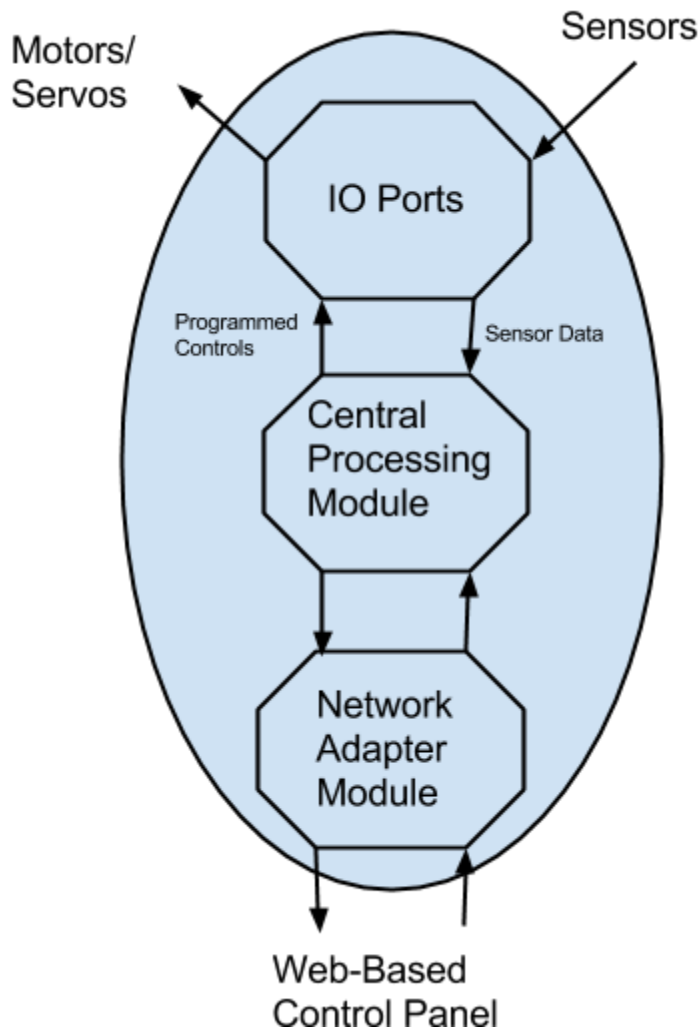 Motors/
Servos
Sensors
IO Ports
Programmed
Controls
Sensor Data
Central
Processing
Module
Network
Adapter
Module
Web-Based
Control Panel